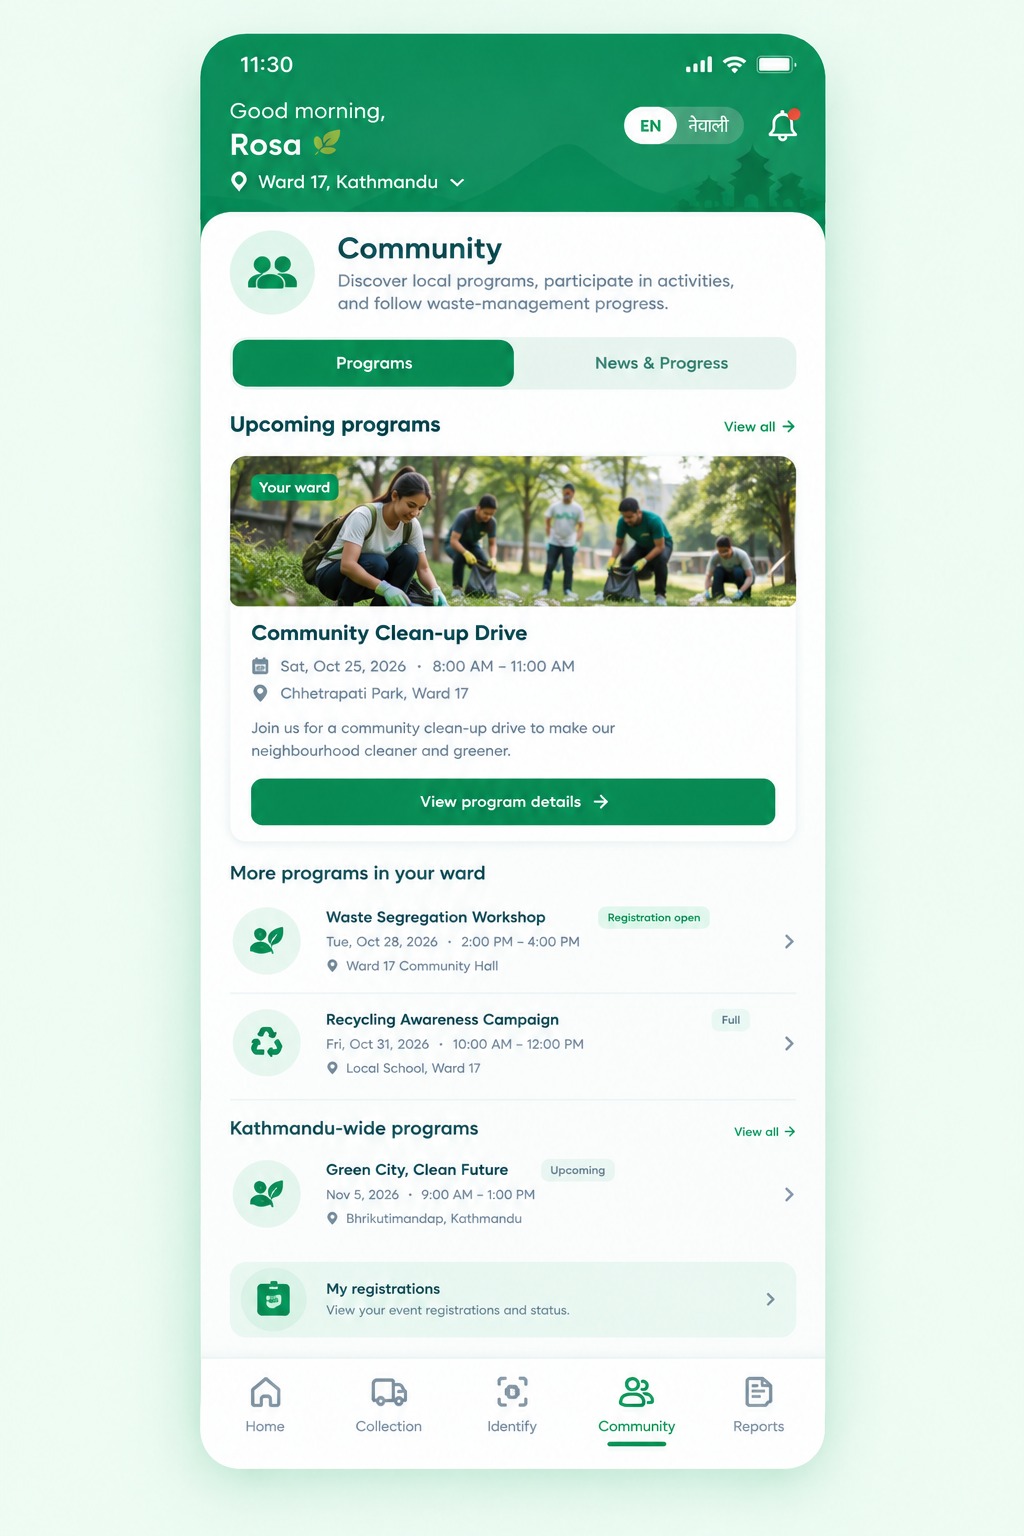 11:30
Good morning,
Rosa
EN नेवाली
Ward 17, Kathmandu
Community
Discover local programs, participate in activities,
and follow waste-management progress.
Programs
News & Progress
Upcoming programs
View all →
Your ward
Community Clean-up Drive
Sat, Oct 25, 2026 · 8:00 AM – 11:00 AM
Chhetrapati Park, Ward 17
Join us for a community clean-up drive to make our
neighbourhood cleaner and greener.
View program details →
More programs in your ward
Waste Segregation Workshop
Registration open
Tue, Oct 28, 2026 · 2:00 PM – 4:00 PM
Ward 17 Community Hall
Recycling Awareness Campaign
Full
Fri, Oct 31, 2026 · 10:00 AM – 12:00 PM
Local School, Ward 17
Kathmandu-wide programs
View all →
Green City, Clean Future
Upcoming
Nov 5, 2026 · 9:00 AM – 1:00 PM
Bhrikutimandap, Kathmandu
My registrations
View your event registrations and status.
Home
Collection
Identify
Community
Reports